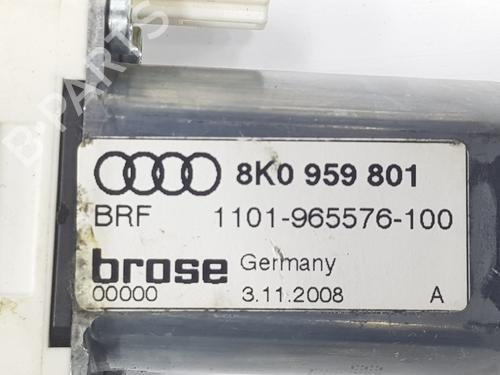 B-PARTS
8K0 959 801
BRF 1101-965576-100
brose Germany
00000 3.11.2008 A